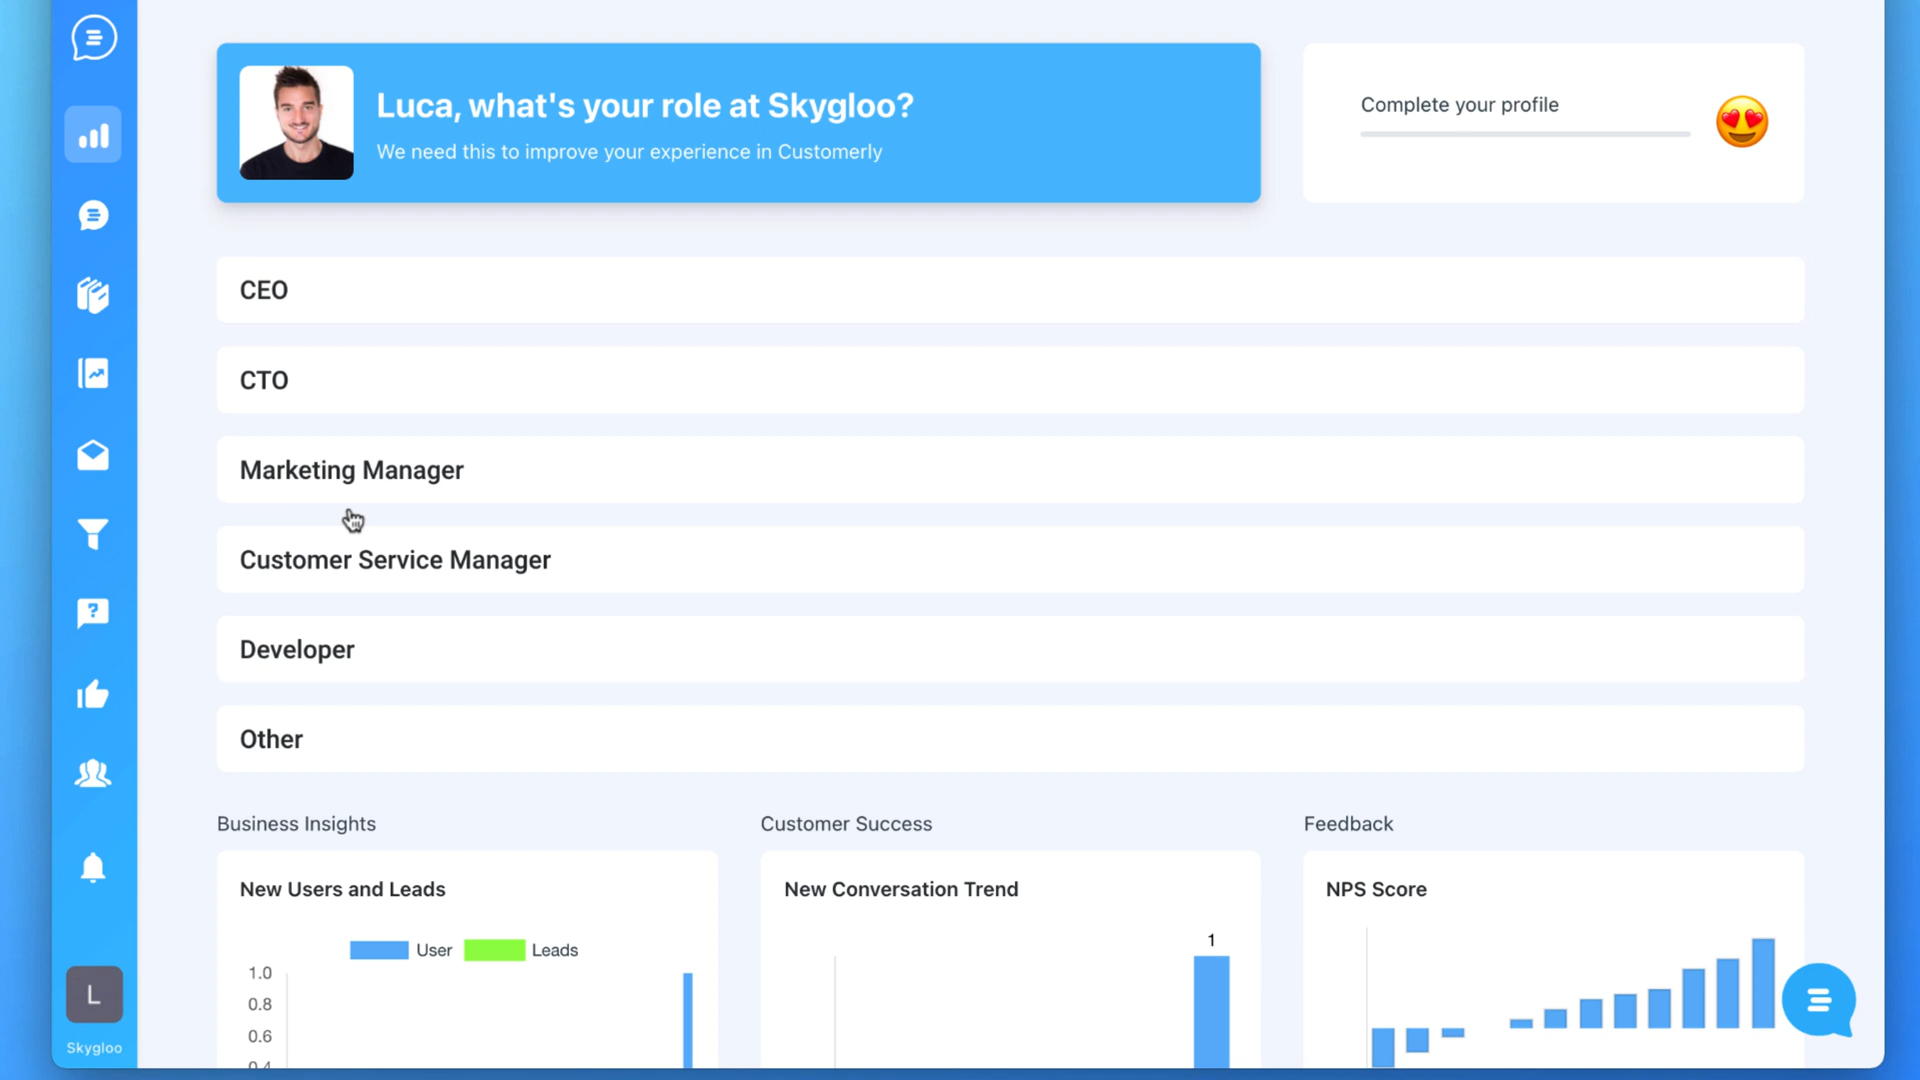 Luca, what's your role at Skygloo?
We need this to improve your experience in Customerly
Complete your profile
CEO
CTO
Marketing Manager
Customer Service Manager
?
Developer
Other
Business Insights
Customer Success
Feedback
New Users and Leads
New Conversation Trend
NPS Score
User
Leads
1
1.0
0.8
0.6
0.4
L
Skygloo